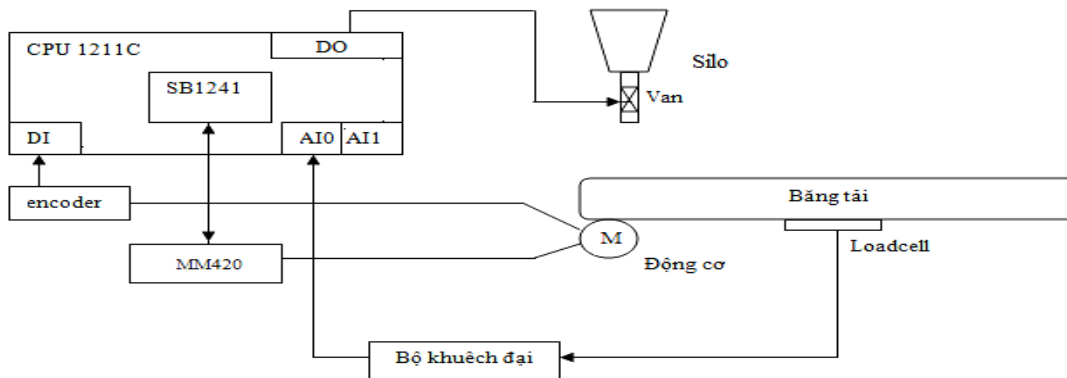 CPU 1211C
DO
SB1241
DI
AI0
AI1
encoder
MM420
Silo
Van
Băng tải
M
Động cơ
Loadcell
Bộ khuêch đại